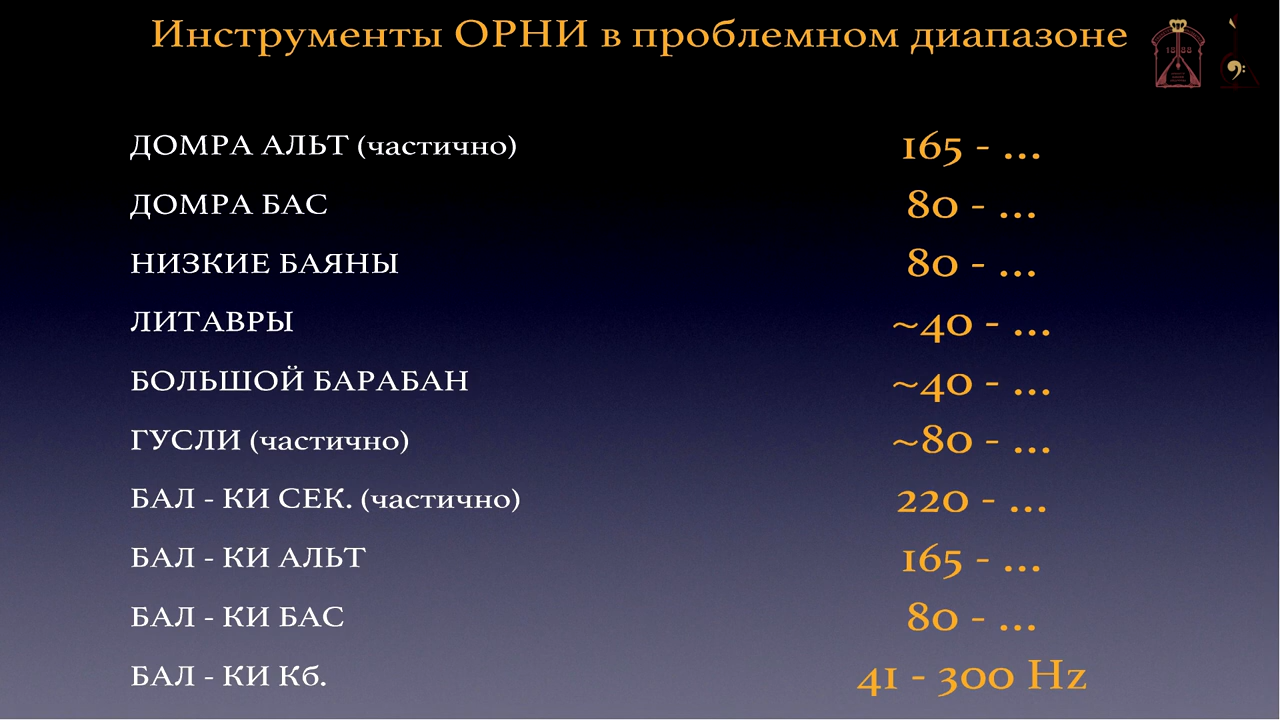 Инструменты ОРНИ в проблемном диапазоне
1888
ДОМРА АЛЬТ (частично) 165 - ...
ДОМРА БАС 80 - ...
НИЗКИЕ БАЯНЫ 80 - ...
ЛИТАВРЫ ~40 - ...
БОЛЬШОЙ БАРАБАН ~40 - ...
ГУСЛИ (частично) ~80 - ...
БАЛ - КИ СЕК. (частично) 220 - ...
БАЛ - КИ АЛЬТ 165 - ...
БАЛ - КИ БАС 80 - ...
БАЛ - КИ Кб. 41 - 300 Hz